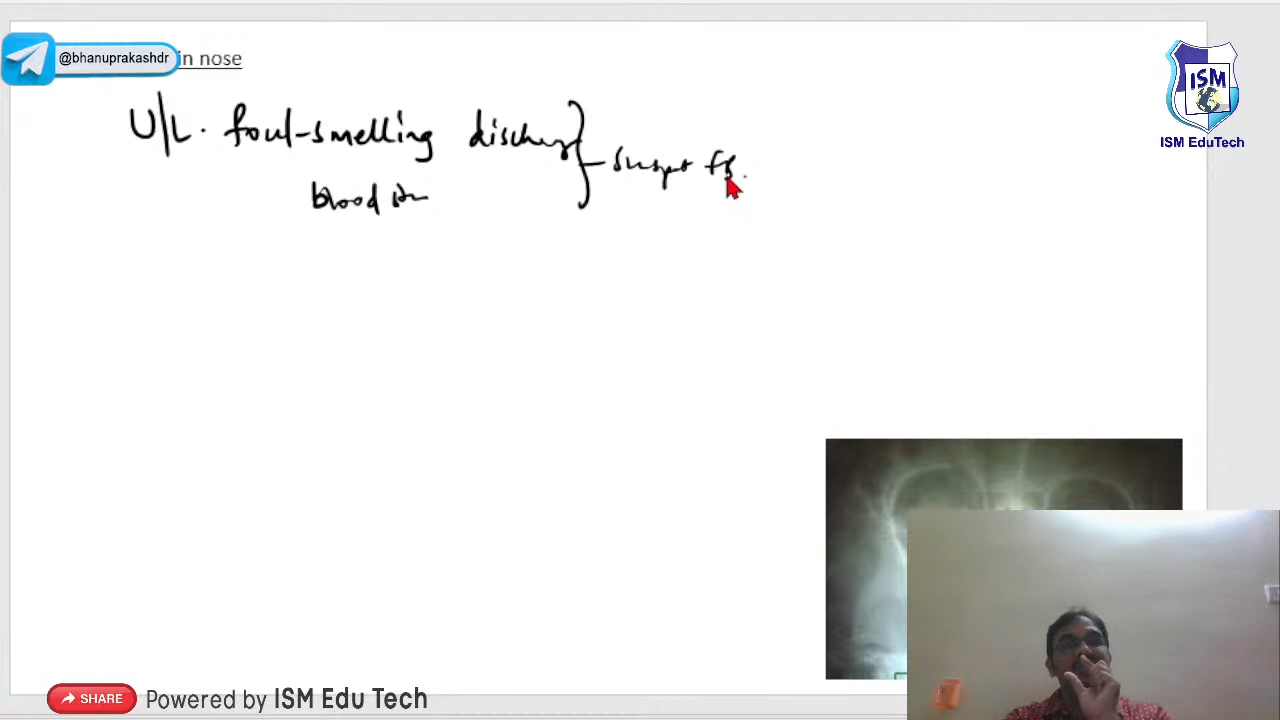 @bhanuprakashdr in nose
ISM
ISM EduTech
U/L. foul-smelling discharge
blood
suspect FB.
SHARE Powered by ISM Edu Tech